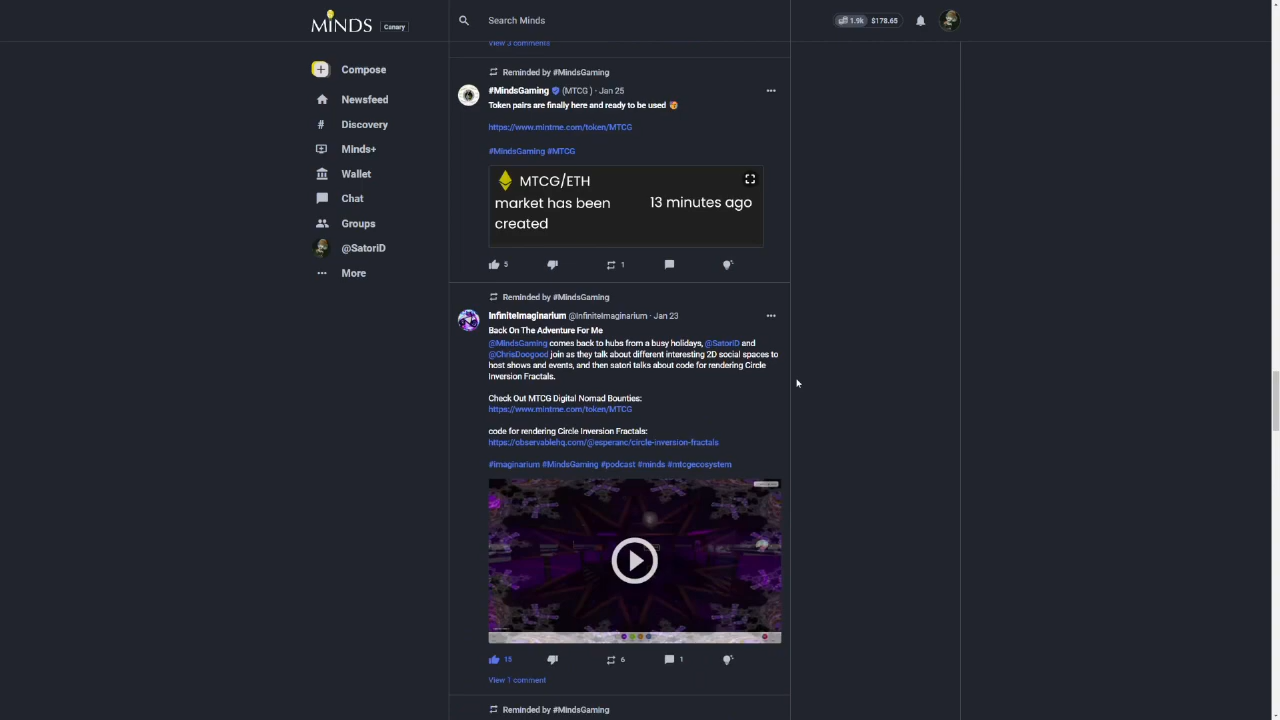 MINDS
Canary
Search Minds
1.9k $178.65
Compose
Newsfeed
Discovery
Minds+
Wallet
Chat
Groups
@SatoriD
More
View 3 comments
Reminded by #MindsGaming
#MindsGaming (MTCG ) · Jan 25
Token pairs are finally here and ready to be used
https://www.mintme.com/token/MTCG
#MindsGaming #MTCG
MTCG/ETH
market has been
created
13 minutes ago
5
1
Reminded by #MindsGaming
InfiniteImaginarium @InfiniteImaginarium · Jan 23
Back On The Adventure For Me
@MindsGaming comes back to hubs from a busy holidays, @SatoriD and
@ChrisDoogood join as they talk about different interesting 2D social spaces to
host shows and events, and then satori talks about code for rendering Circle
Inversion Fractals.
Check Out MTCG Digital Nomad Bounties:
https://www.mintme.com/token/MTCG
code for rendering Circle Inversion Fractals:
https://observablehq.com/@esperanc/circle-inversion-fractals
#imaginarium #MindsGaming #podcast #minds #mtcgecosystem
15
6
1
View 1 comment
Reminded by #MindsGaming